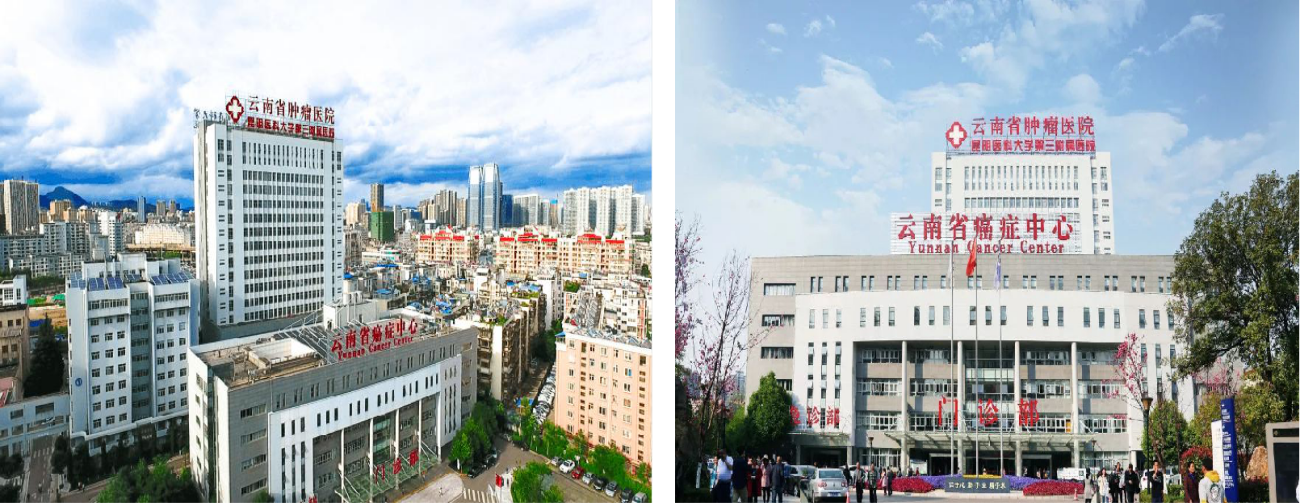 云南省肿瘤医院
昆明医科大学第三附属医院
云南省癌症中心
Yunnan Cancer Center
门诊部
云南省肿瘤医院
昆明医科大学第三附属医院
云南省癌症中心
Yunnan Cancer Center
急诊部
门诊部